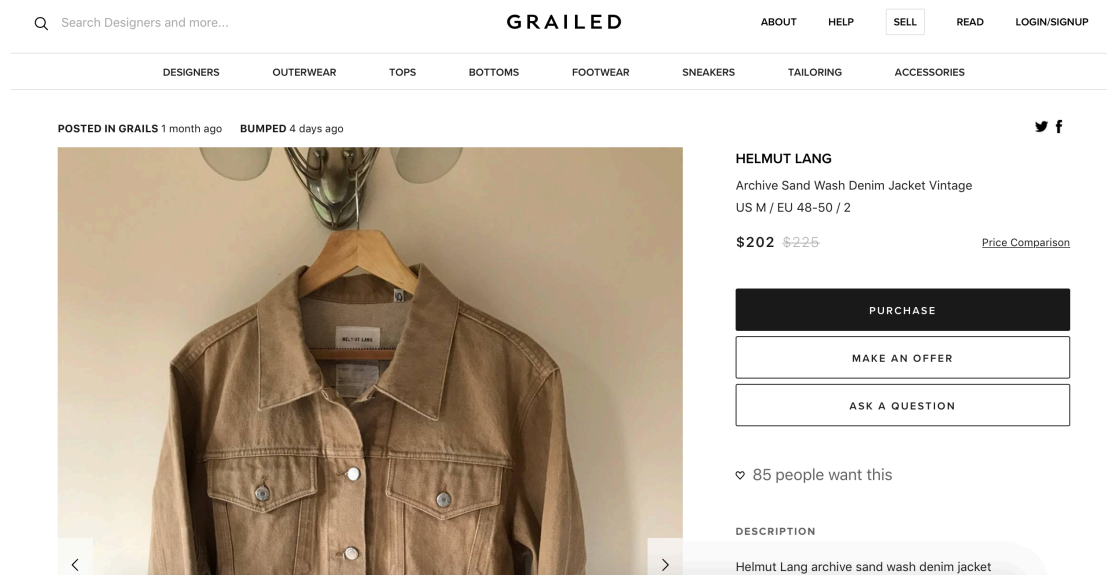 Search Designers and more...
GRAILED
ABOUT HELP SELL READ LOGIN/SIGNUP
DESIGNERS OUTERWEAR TOPS BOTTOMS FOOTWEAR SNEAKERS TAILORING ACCESSORIES
POSTED IN GRAILS 1 month ago BUMPED 4 days ago
HELMUT LANG
HELMUT LANG
Archive Sand Wash Denim Jacket Vintage
US M / EU 48-50 / 2
$202 $225 Price Comparison
PURCHASE
MAKE AN OFFER
ASK A QUESTION
85 people want this
DESCRIPTION
Helmut Lang archive sand wash denim jacket